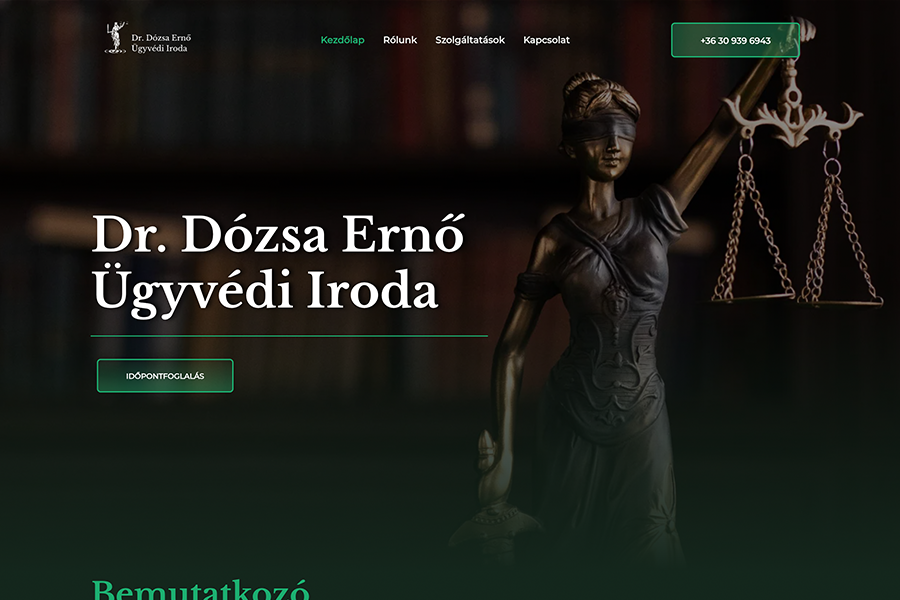 Dr. Dózsa Ernő
Ügyvédi Iroda
Kezdőlap Rólunk Szolgáltatások Kapcsolat
+36 30 939 6943
Dr. Dózsa Ernő
Ügyvédi Iroda
IDŐPONTFOGLALÁS
Bemutatkozó